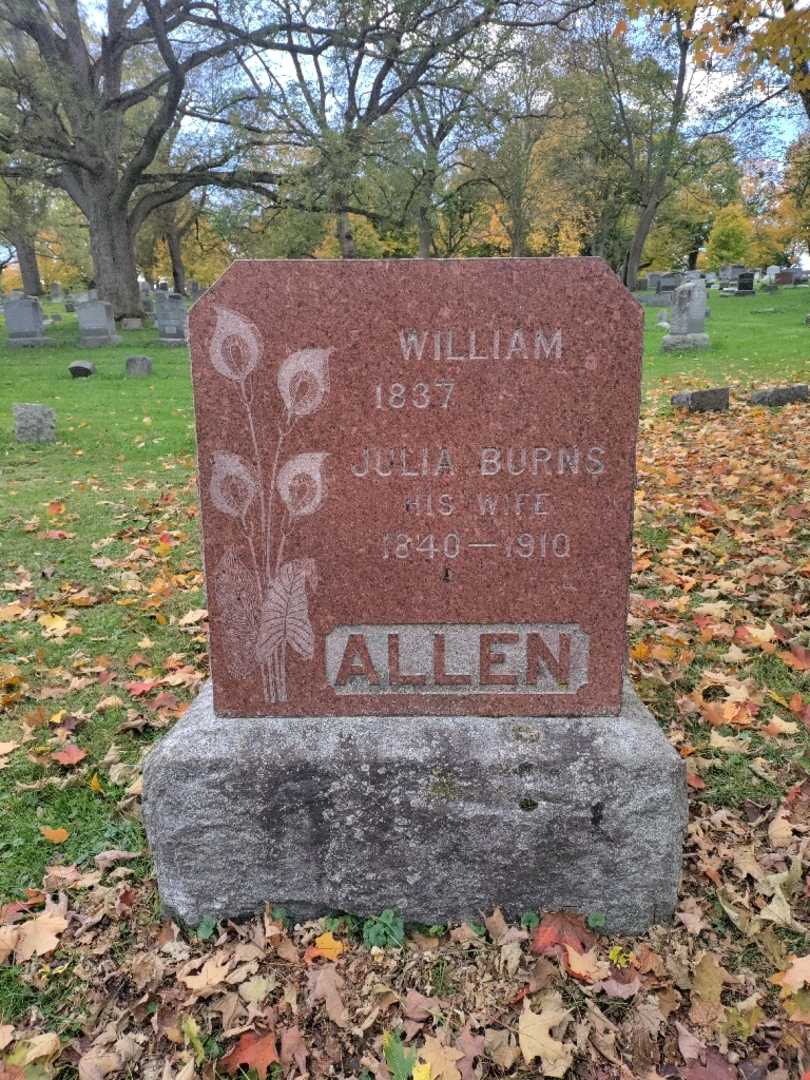 WILLIAM
1837
JULIA BURNS
HIS WIFE
1840—1910
ALLEN